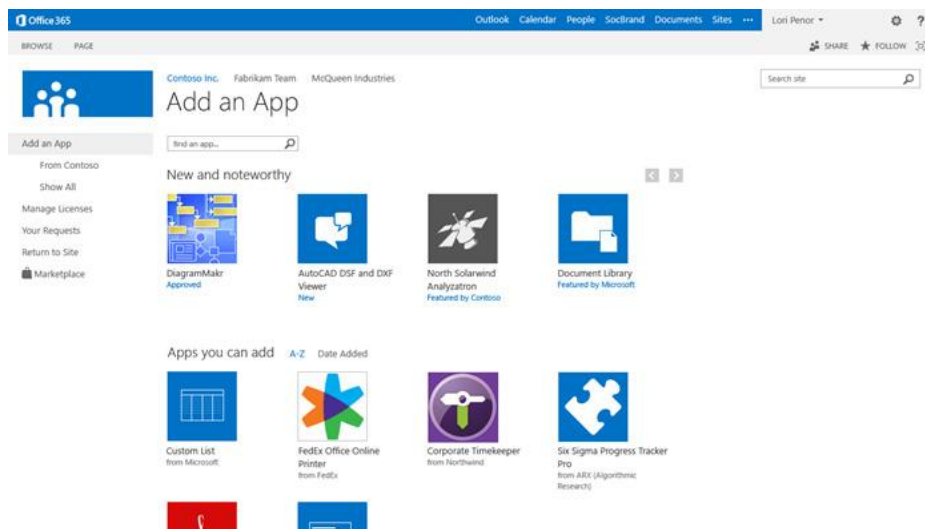 Office 365
Outlook Calendar People SocBrand Documents Sites ••• Lori Penor ?
BROWSE PAGE SHARE FOLLOW
Contoso Inc. Fabrikam Team McQueen Industries
Search site
Add an App
find an app...
Add an App
From Contoso
Show All
Manage Licenses
Your Requests
Return to Site
Marketplace
New and noteworthy
DiagramMakr
Approved
AutoCAD DSF and DXF
Viewer
New
North Solarwind
Analyzatron
Featured by Contoso
Document Library
Featured by Microsoft
Apps you can add A-Z Date Added
Custom List
from Microsoft
FedEx Office Online
Printer
from FedEx
Corporate Timekeeper
from Northwind
Six Sigma Progress Tracker
Pro
from ARX (Algorithmic
Research)